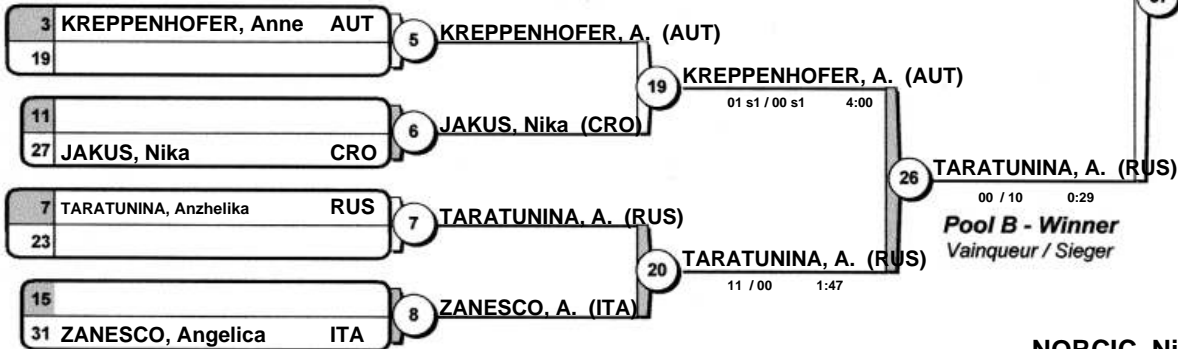 3 KREPPENHOFER, Anne AUT
19
5 KREPPENHOFER, A. (AUT)
11
27 JAKUS, Nika CRO
6 JAKUS, Nika (CRO)
19 KREPPENHOFER, A. (AUT)
01 s1 / 00 s1 4:00
7 TARATUNINA, Anzhelika RUS
23
7 TARATUNINA, A. (RUS)
15
31 ZANESCO, Angelica ITA
8 ZANESCO, A. (ITA)
20 TARATUNINA, A. (RUS)
11 / 00 1:47
26 TARATUNINA, A. (RUS)
00 / 10 0:29
Pool B - Winner
Vainqueur / Sieger